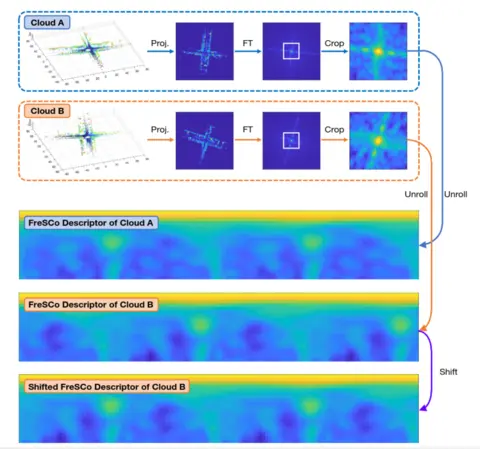 Cloud A
Proj.
FT
Crop
Cloud B
Proj.
FT
Crop
Unroll
Unroll
FreSCo Descriptor of Cloud A
FreSCo Descriptor of Cloud B
Shift
Shifted FreSCo Descriptor of Cloud B